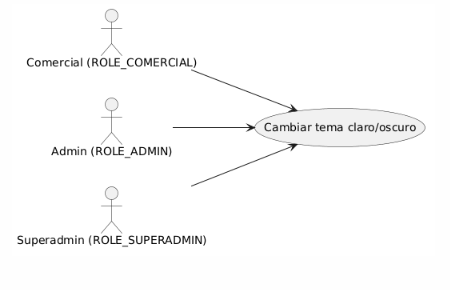 Comercial (ROLE_COMERCIAL)
Cambiar tema claro/oscuro
Admin (ROLE_ADMIN)
Superadmin (ROLE_SUPERADMIN)